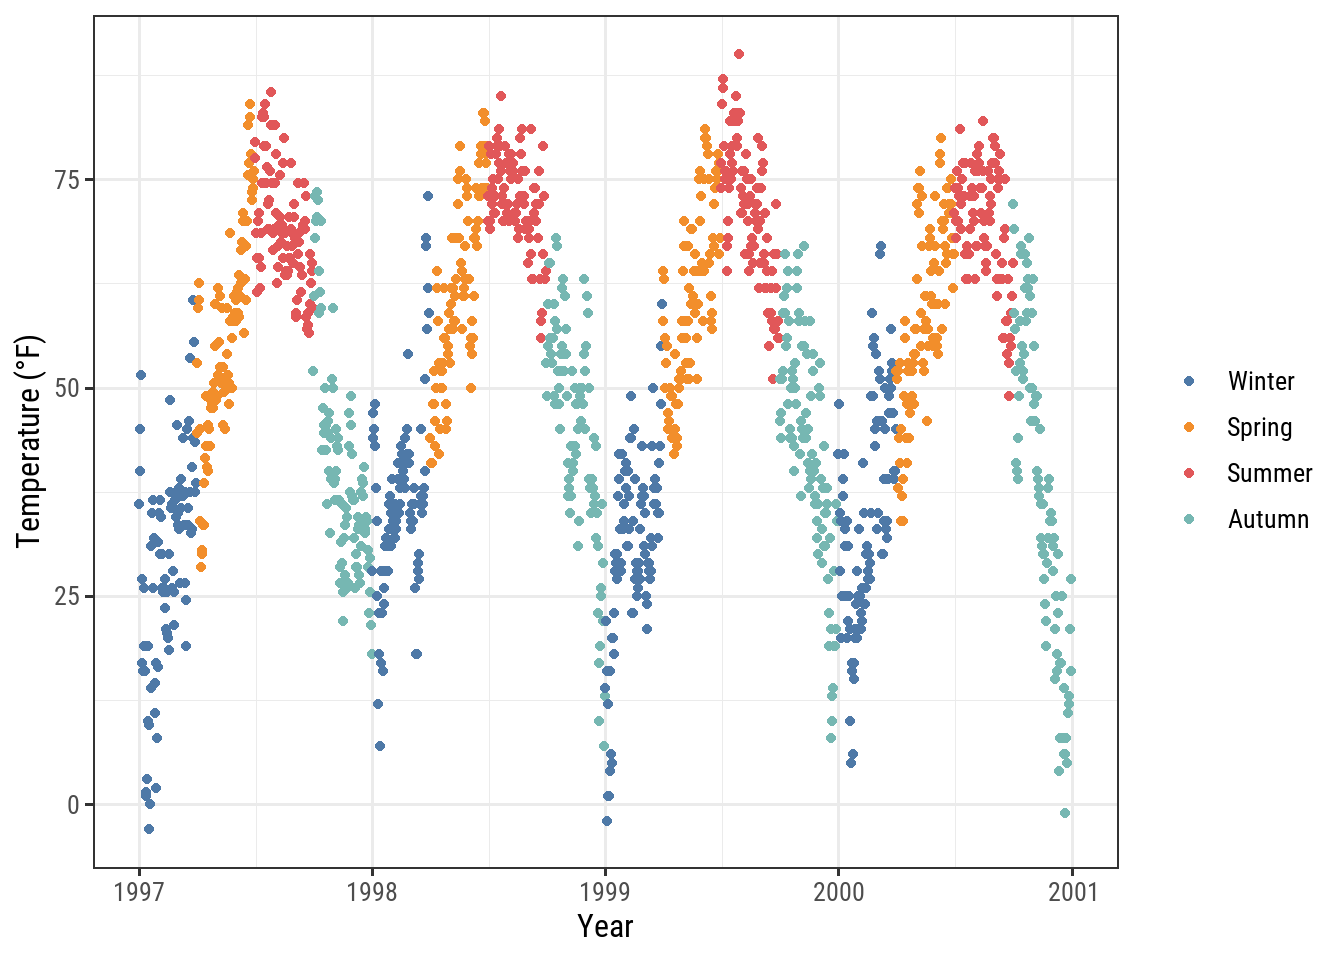 75
50
25
0
Temperature (°F)
1997 1998 1999 2000 2001
Year
Winter
Spring
Summer
Autumn